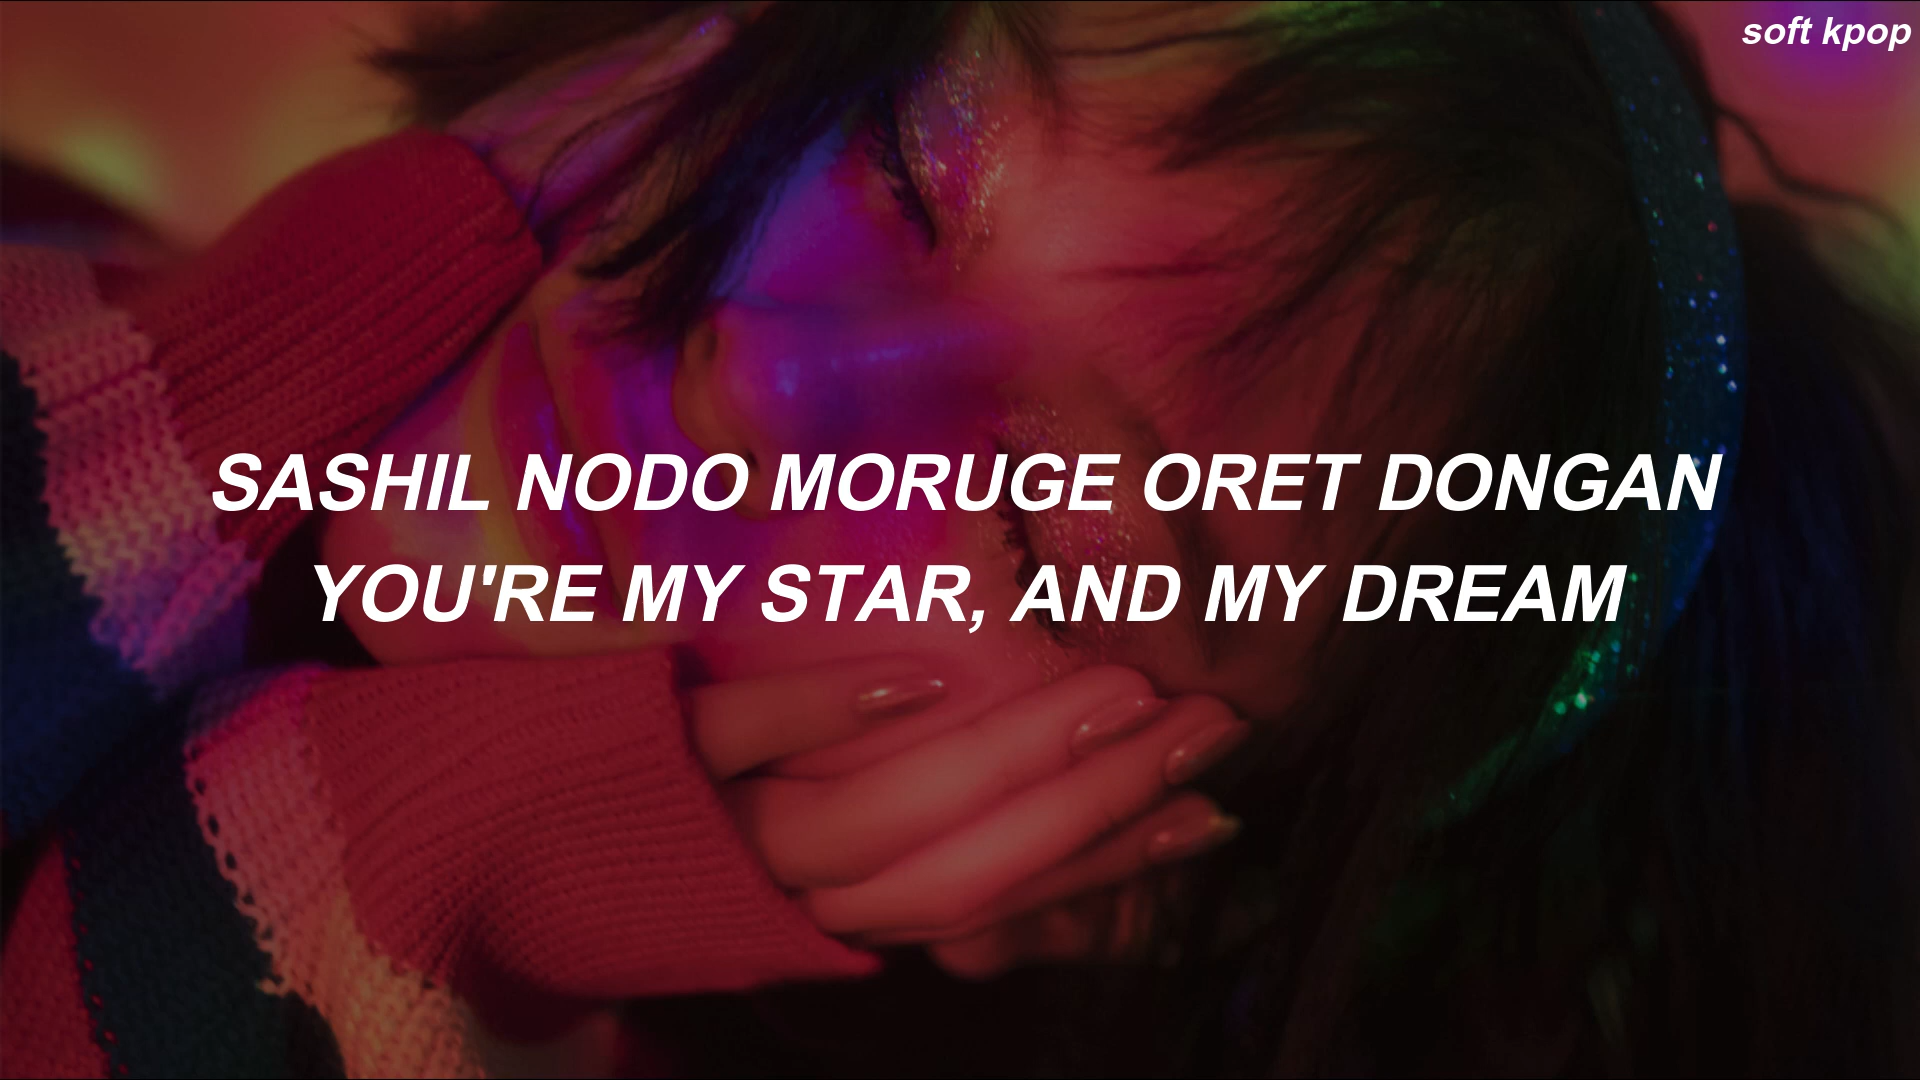 soft kpop
SASHIL NODO MORUGE ORET DONGAN
YOU'RE MY STAR, AND MY DREAM